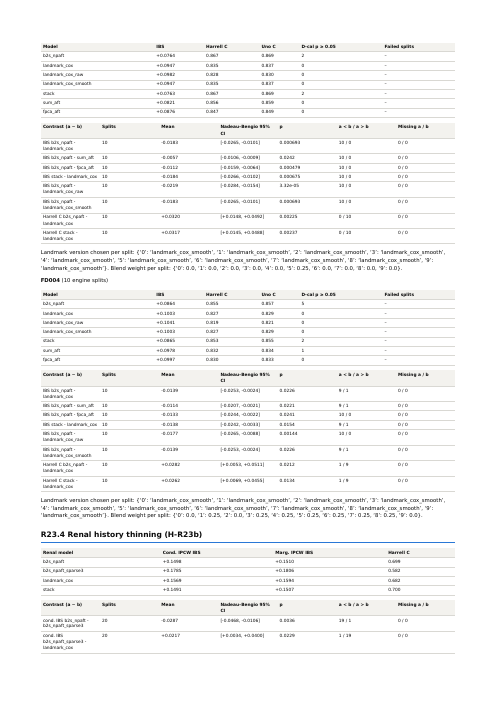 Model IBS Harrell C Uno C D-cal p ≥ 0.05 Failed splits
b2s_npaft +0.0764 0.867 0.869 2 –
landmark_cox +0.0947 0.835 0.837 0 –
landmark_cox_raw +0.0982 0.828 0.830 0 –
landmark_cox_smooth +0.0947 0.835 0.837 0 –
stack +0.0763 0.867 0.869 2 –
sum_aft +0.0821 0.856 0.859 0 –
fpca_aft +0.0876 0.847 0.849 0 –
Contrast (a − b) Splits Mean Nadeau-Bengio 95% CI p a < b / a > b Missing a / b
IBS b2s_npaft - landmark_cox 10 -0.0183 [-0.0265, -0.0101] 0.000693 10 / 0 0 / 0
IBS b2s_npaft - sum_aft 10 -0.0057 [-0.0106, -0.0009] 0.0242 10 / 0 0 / 0
IBS b2s_npaft - fpca_aft 10 -0.0112 [-0.0159, -0.0064] 0.000479 10 / 0 0 / 0
IBS stack - landmark_cox 10 -0.0184 [-0.0266, -0.0102] 0.000675 10 / 0 0 / 0
IBS b2s_npaft - landmark_cox_raw 10 -0.0219 [-0.0284, -0.0154] 3.32e-05 10 / 0 0 / 0
IBS b2s_npaft - landmark_cox_smooth 10 -0.0183 [-0.0265, -0.0101] 0.000693 10 / 0 0 / 0
Harrell C b2s_npaft - landmark_cox 10 +0.0320 [+0.0148, +0.0492] 0.00225 0 / 10 0 / 0
Harrell C stack - landmark_cox 10 +0.0317 [+0.0145, +0.0488] 0.00237 0 / 10 0 / 0
Landmark version chosen per split: {'0': 'landmark_cox_smooth', '1': 'landmark_cox_smooth', '2': 'landmark_cox_smooth', '3': 'landmark_cox_smooth',
'4': 'landmark_cox_smooth', '5': 'landmark_cox_smooth', '6': 'landmark_cox_smooth', '7': 'landmark_cox_smooth', '8': 'landmark_cox_smooth', '9':
'landmark_cox_smooth'}. Blend weight per split: {'0': 0.0, '1': 0.0, '2': 0.0, '3': 0.0, '4': 0.0, '5': 0.25, '6': 0.0, '7': 0.0, '8': 0.0, '9': 0.0}.
FD004 (10 engine splits)
Model IBS Harrell C Uno C D-cal p ≥ 0.05 Failed splits
b2s_npaft +0.0864 0.855 0.857 5 –
landmark_cox +0.1003 0.827 0.829 0 –
landmark_cox_raw +0.1041 0.819 0.821 0 –
landmark_cox_smooth +0.1003 0.827 0.829 0 –
stack +0.0865 0.853 0.855 2 –
sum_aft +0.0978 0.832 0.834 1 –
fpca_aft +0.0997 0.830 0.833 0 –
Contrast (a − b) Splits Mean Nadeau-Bengio 95% CI p a < b / a > b Missing a / b
IBS b2s_npaft - landmark_cox 10 -0.0139 [-0.0253, -0.0024] 0.0226 9 / 1 0 / 0
IBS b2s_npaft - sum_aft 10 -0.0114 [-0.0207, -0.0021] 0.0221 9 / 1 0 / 0
IBS b2s_npaft - fpca_aft 10 -0.0133 [-0.0244, -0.0022] 0.0241 10 / 0 0 / 0
IBS stack - landmark_cox 10 -0.0138 [-0.0242, -0.0033] 0.0154 9 / 1 0 / 0
IBS b2s_npaft - landmark_cox_raw 10 -0.0177 [-0.0265, -0.0088] 0.00144 10 / 0 0 / 0
IBS b2s_npaft - landmark_cox_smooth 10 -0.0139 [-0.0253, -0.0024] 0.0226 9 / 1 0 / 0
Harrell C b2s_npaft - landmark_cox 10 +0.0282 [+0.0053, +0.0511] 0.0212 1 / 9 0 / 0
Harrell C stack - landmark_cox 10 +0.0262 [+0.0069, +0.0455] 0.0134 1 / 9 0 / 0
Landmark version chosen per split: {'0': 'landmark_cox_smooth', '1': 'landmark_cox_smooth', '2': 'landmark_cox_smooth', '3': 'landmark_cox_smooth',
'4': 'landmark_cox_smooth', '5': 'landmark_cox_smooth', '6': 'landmark_cox_smooth', '7': 'landmark_cox_smooth', '8': 'landmark_cox_smooth', '9':
'landmark_cox_smooth'}. Blend weight per split: {'0': 0.0, '1': 0.25, '2': 0.0, '3': 0.25, '4': 0.25, '5': 0.25, '6': 0.25, '7': 0.25, '8': 0.25, '9': 0.0}.
R23.4 Renal history thinning (H-R23b)
Renal model Cond. IPCW IBS Marg. IPCW IBS Harrell C
b2s_npaft +0.1498 +0.1510 0.699
b2s_npaft_sparse3 +0.1785 +0.1806 0.582
landmark_cox +0.1569 +0.1594 0.682
stack +0.1491 +0.1507 0.700
Contrast (a − b) Splits Mean Nadeau-Bengio 95% CI p a < b / a > b Missing a / b
cond. IBS b2s_npaft - b2s_npaft_sparse3 20 -0.0287 [-0.0468, -0.0106] 0.0036 19 / 1 0 / 0
cond. IBS b2s_npaft_sparse3 - landmark_cox 20 +0.0217 [+0.0034, +0.0400] 0.0229 1 / 19 0 / 0